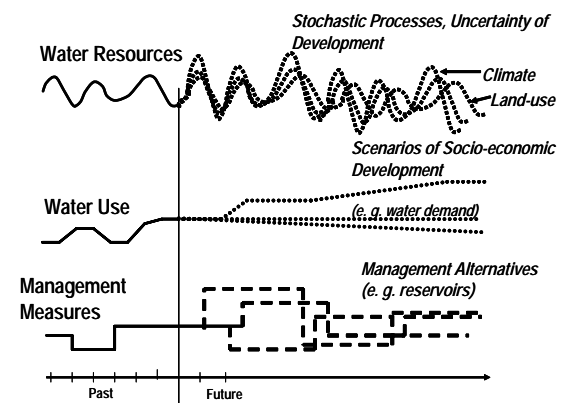 Stochastic Processes, Uncertainty of
Development
Water Resources
Climate
Land-use
Scenarios of Socio-economic
Development
Water Use
(e. g. water demand)
Management
Measures
Management Alternatives
(e. g. reservoirs)
Past
Future